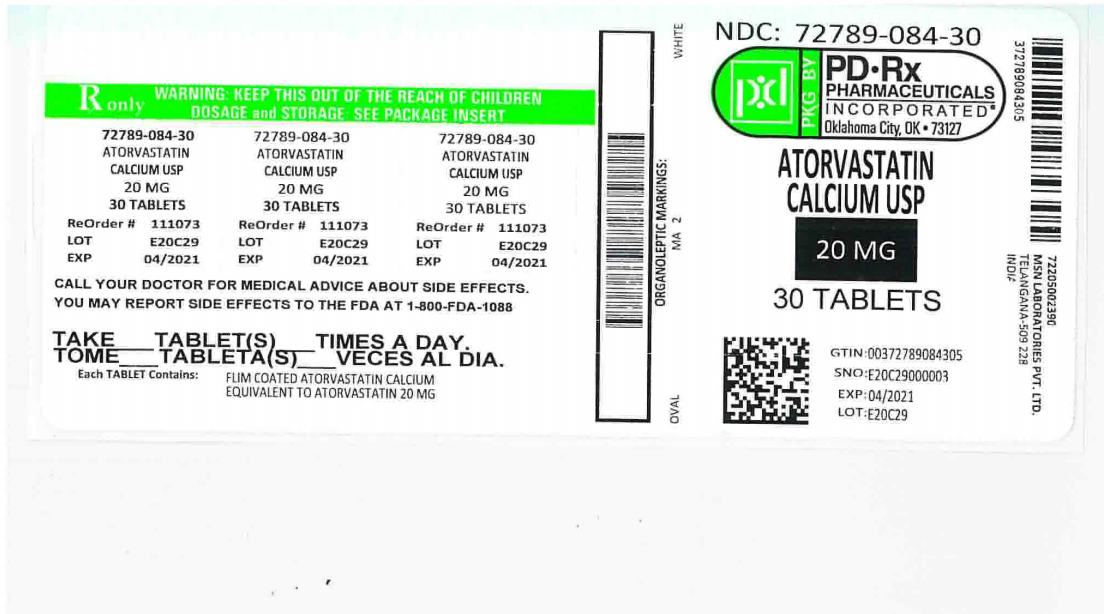 R only
WARNING: KEEP THIS OUT OF THE REACH OF CHILDREN
DOSAGE and STORAGE: SEE PACKAGE INSERT
72789-084-30 72789-084-30 72789-084-30
ATORVASTATIN ATORVASTATIN ATORVASTATIN
CALCIUM USP CALCIUM USP CALCIUM USP
20 MG 20 MG 20 MG
30 TABLETS 30 TABLETS 30 TABLETS
ReOrder # 111073 ReOrder # 111073 ReOrder # 111073
LOT E20C29 LOT E20C29 LOT E20C29
EXP 04/2021 EXP 04/2021 EXP 04/2021
CALL YOUR DOCTOR FOR MEDICAL ADVICE ABOUT SIDE EFFECTS.
YOU MAY REPORT SIDE EFFECTS TO THE FDA AT 1-800-FDA-1088
TAKE___TABLET(S)___TIMES A DAY.
TOME___TABLETA(S)___VECES AL DIA.
Each TABLET Contains: FLIM COATED ATORVASTATIN CALCIUM
EQUIVALENT TO ATORVASTATIN 20 MG
ORGANOLEPTIC MARKINGS:
OVAL MA 2 WHITE
NDC: 72789-084-30
pd
PKG BY
PD•Rx
PHARMACEUTICALS
INCORPORATED®
Oklahoma City, OK • 73127
ATORVASTATIN
CALCIUM USP
20 MG
30 TABLETS
GTIN:00372789084305
SNO:E20C29000003
EXP:04/2021
LOT:E20C29
372789084305
72205002390
MSN LABORATORIES PVT. LTD.
TELANGANA-509 228
INDIA